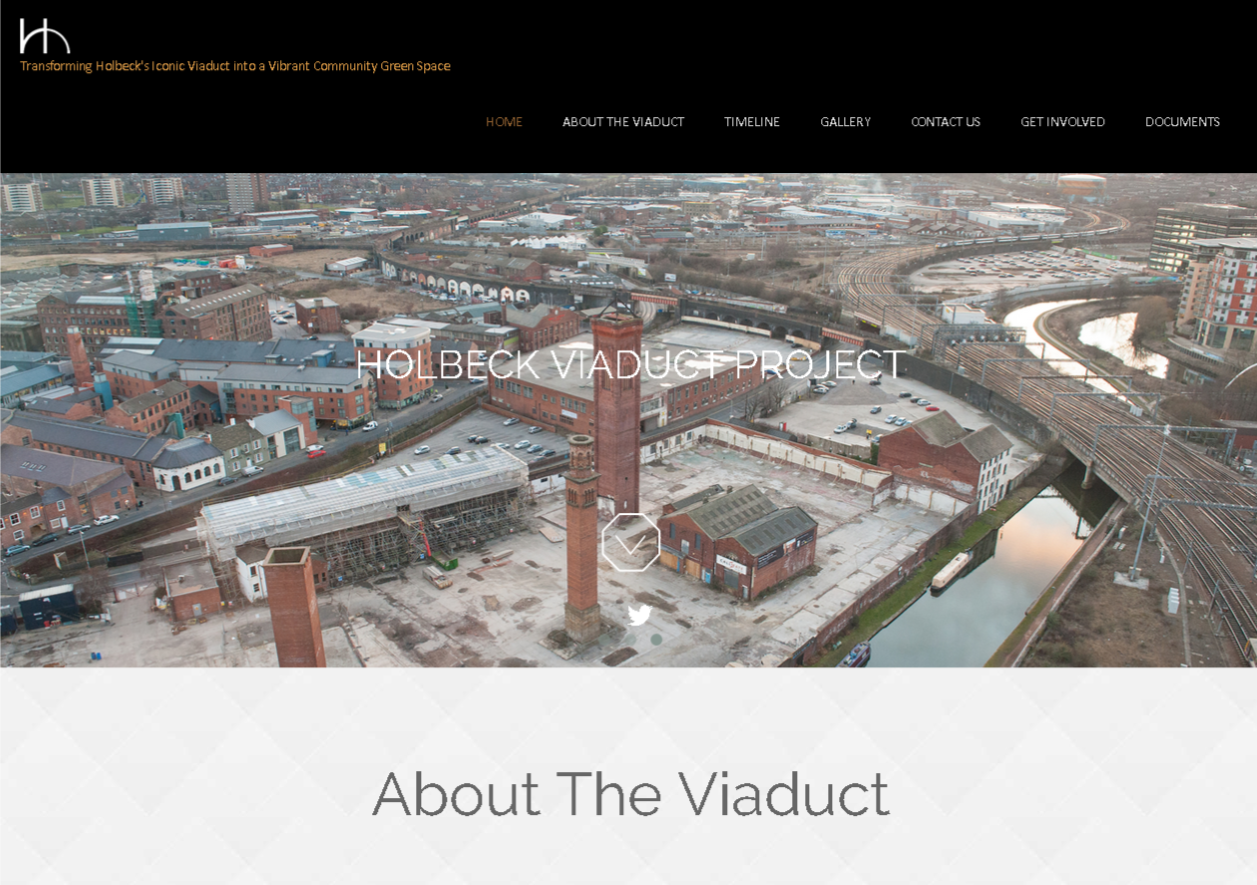 Transforming Holbeck's Iconic Viaduct into a Vibrant Community Green Space
HOME ABOUT THE VIADUCT TIMELINE GALLERY CONTACT US GET INVOLVED DOCUMENTS
HOLBECK VIADUCT PROJECT
About The Viaduct